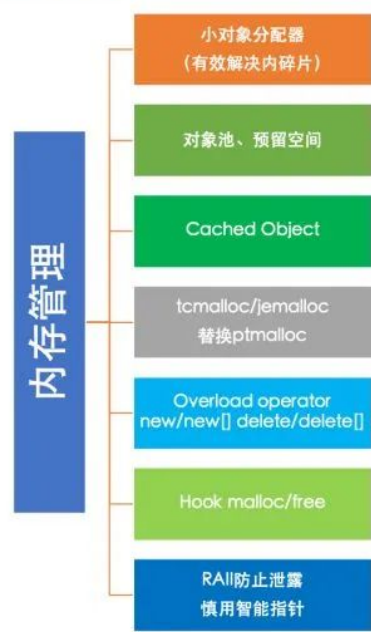 内存管理
小对象分配器
(有效解决内碎片)
对象池、预留空间
Cached Object
tcmalloc/jemalloc
替换ptmalloc
Overload operator
new/new[] delete/delete[]
Hook malloc/free
RAII防止泄露
慎用智能指针